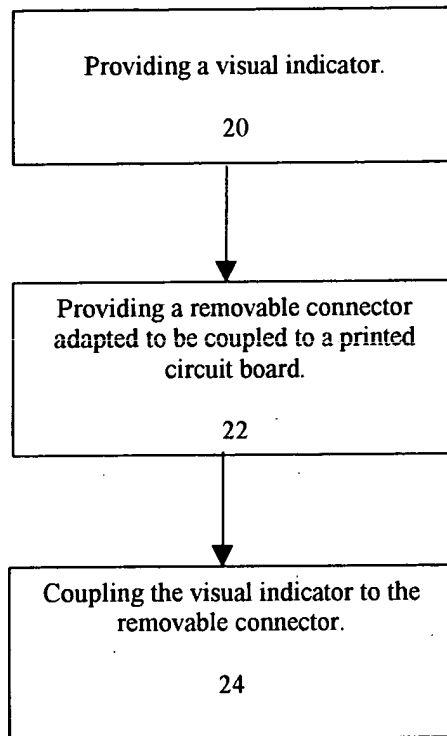 Providing a visual indicator.
20
Providing a removable connector
adapted to be coupled to a printed
circuit board.
22
Coupling the visual indicator to the
removable connector.
24